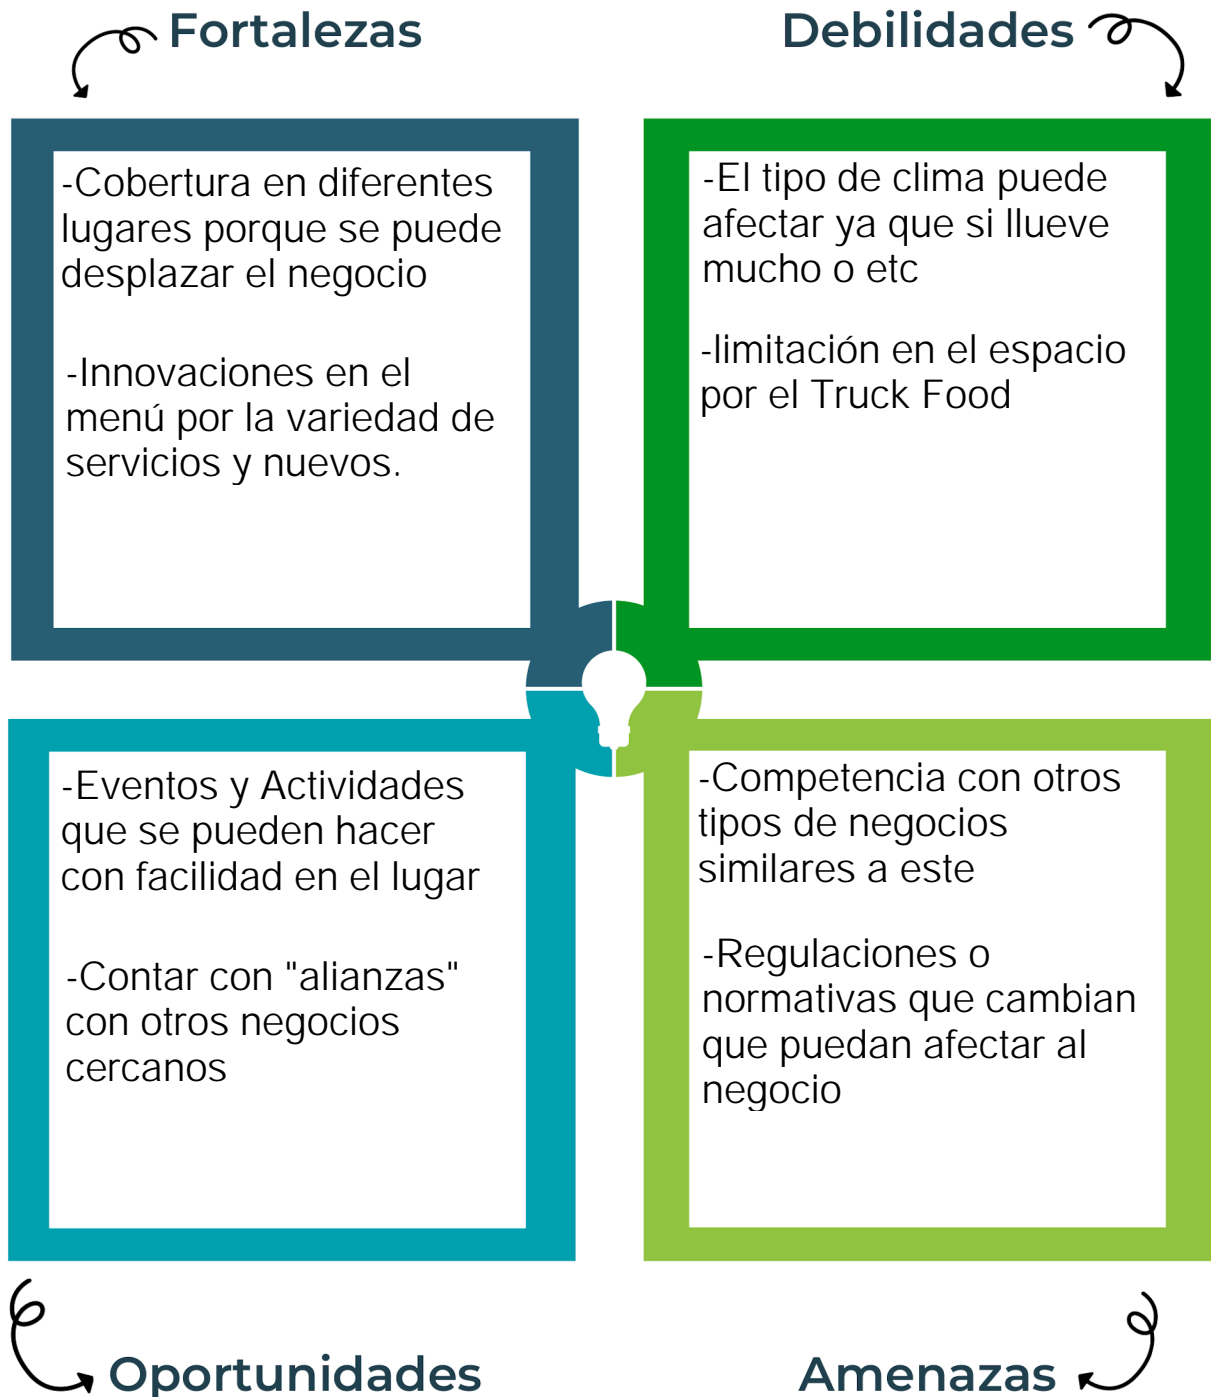 Fortalezas
-Cobertura en diferentes
lugares porque se puede
desplazar el negocio
-Innovaciones en el
menú por la variedad de
servicios y nuevos.
Debilidades
-El tipo de clima puede
afectar ya que si llueve
mucho o etc
-limitación en el espacio
por el Truck Food
-Eventos y Actividades
que se pueden hacer
con facilidad en el lugar
-Contar con "alianzas"
con otros negocios
cercanos
Oportunidades
-Competencia con otros
tipos de negocios
similares a este
-Regulaciones o
normativas que cambian
que puedan afectar al
negocio
Amenazas